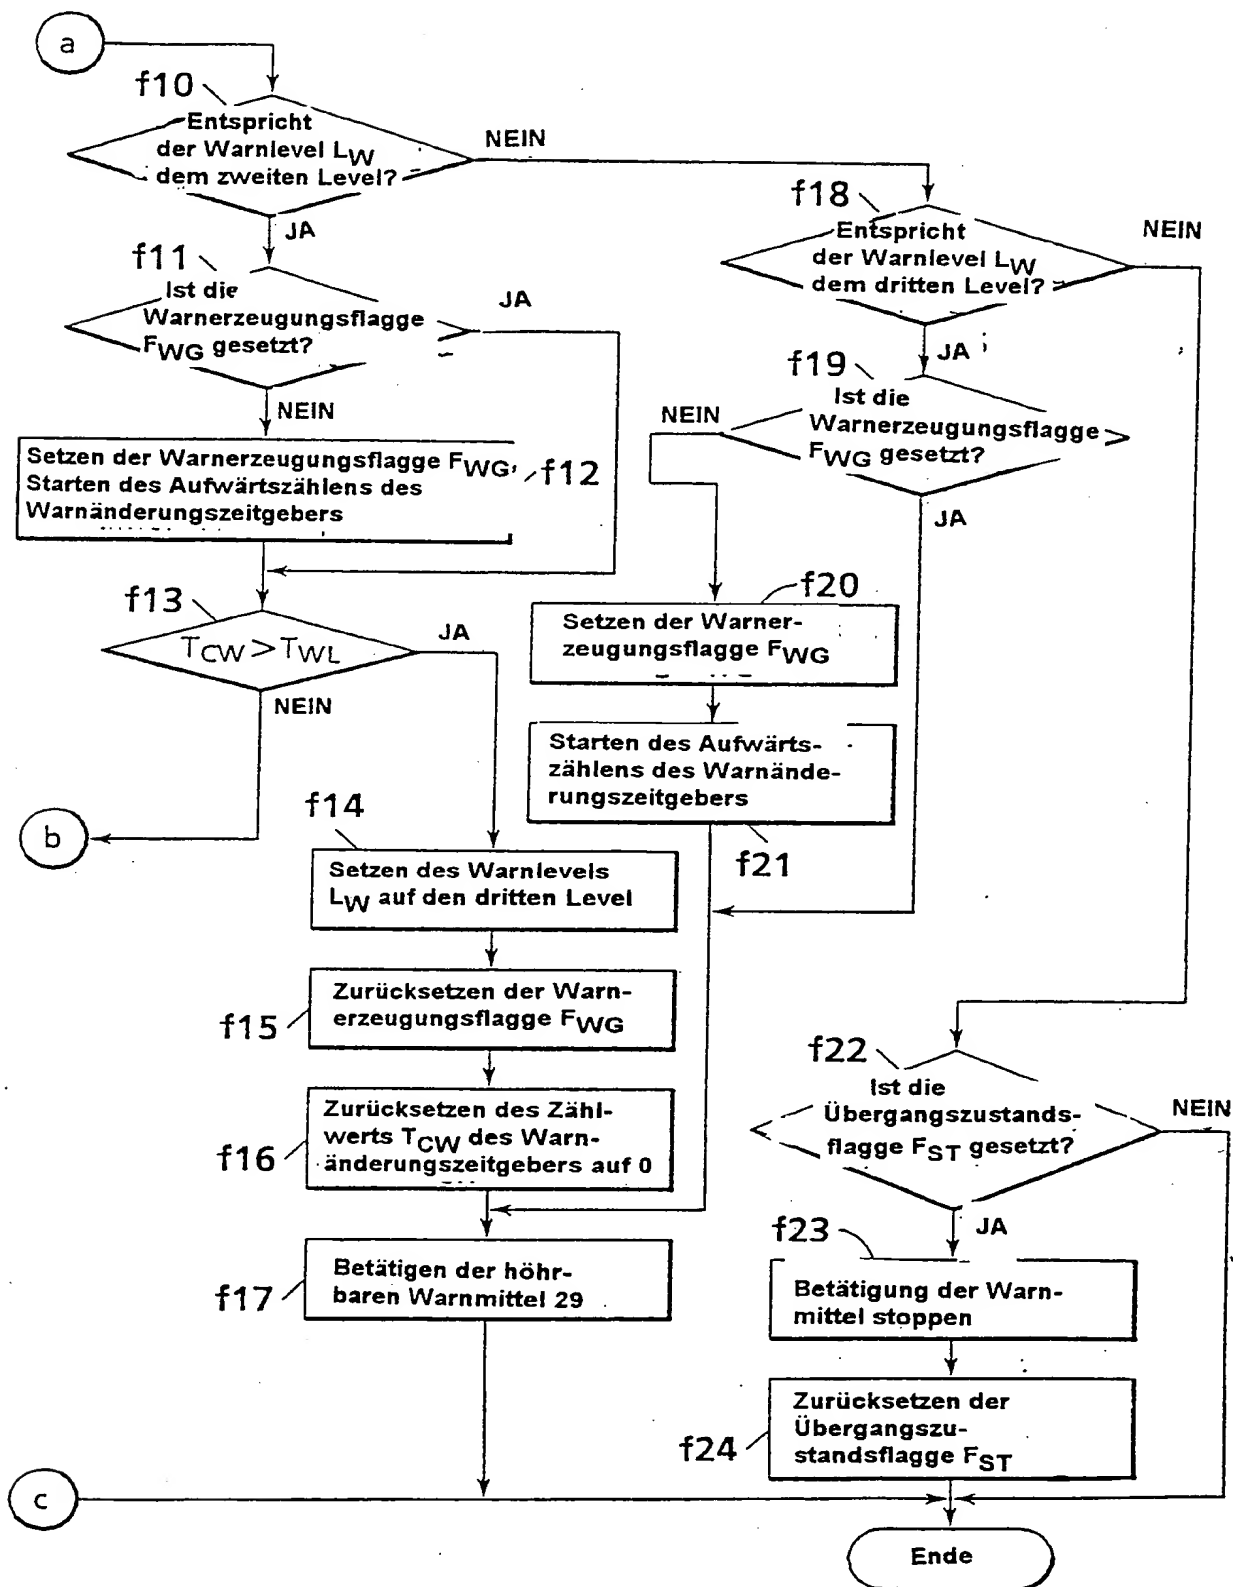 a
f10
Entspricht
der Warnlevel LW
dem zweiten Level?
NEIN
JA
f11
Ist die
Warnerzeugungsflagge
FWG gesetzt?
JA
NEIN
Setzen der Warnerzeugungsflagge FWG,
Starten des Aufwärtszählens des
Warnänderungszeitgebers
f12
f13
TCW > TWL
JA
NEIN
b
f14
Setzen des Warnlevels
LW auf den dritten Level
f15
Zurücksetzen der Warn-
erzeugungsflagge FWG
f16
Zurücksetzen des Zähl-
werts TCW des Warn-
änderungszeitgebers auf 0
f17
Betätigen der höhr-
baren Warnmittel 29
f18
Entspricht
der Warnlevel LW
dem dritten Level?
NEIN
JA
f19
Ist die
Warnerzeugungsflagge
FWG gesetzt?
NEIN
JA
f20
Setzen der Warner-
zeugungsflagge FWG
Starten des Aufwärts-
zählens des Warnände-
rungszeitgebers
f21
f22
Ist die
Übergangszustands-
flagge FST gesetzt?
NEIN
JA
f23
Betätigung der Warn-
mittel stoppen
f24
Zurücksetzen der
Übergangszu-
standsflagge FST
c
Ende